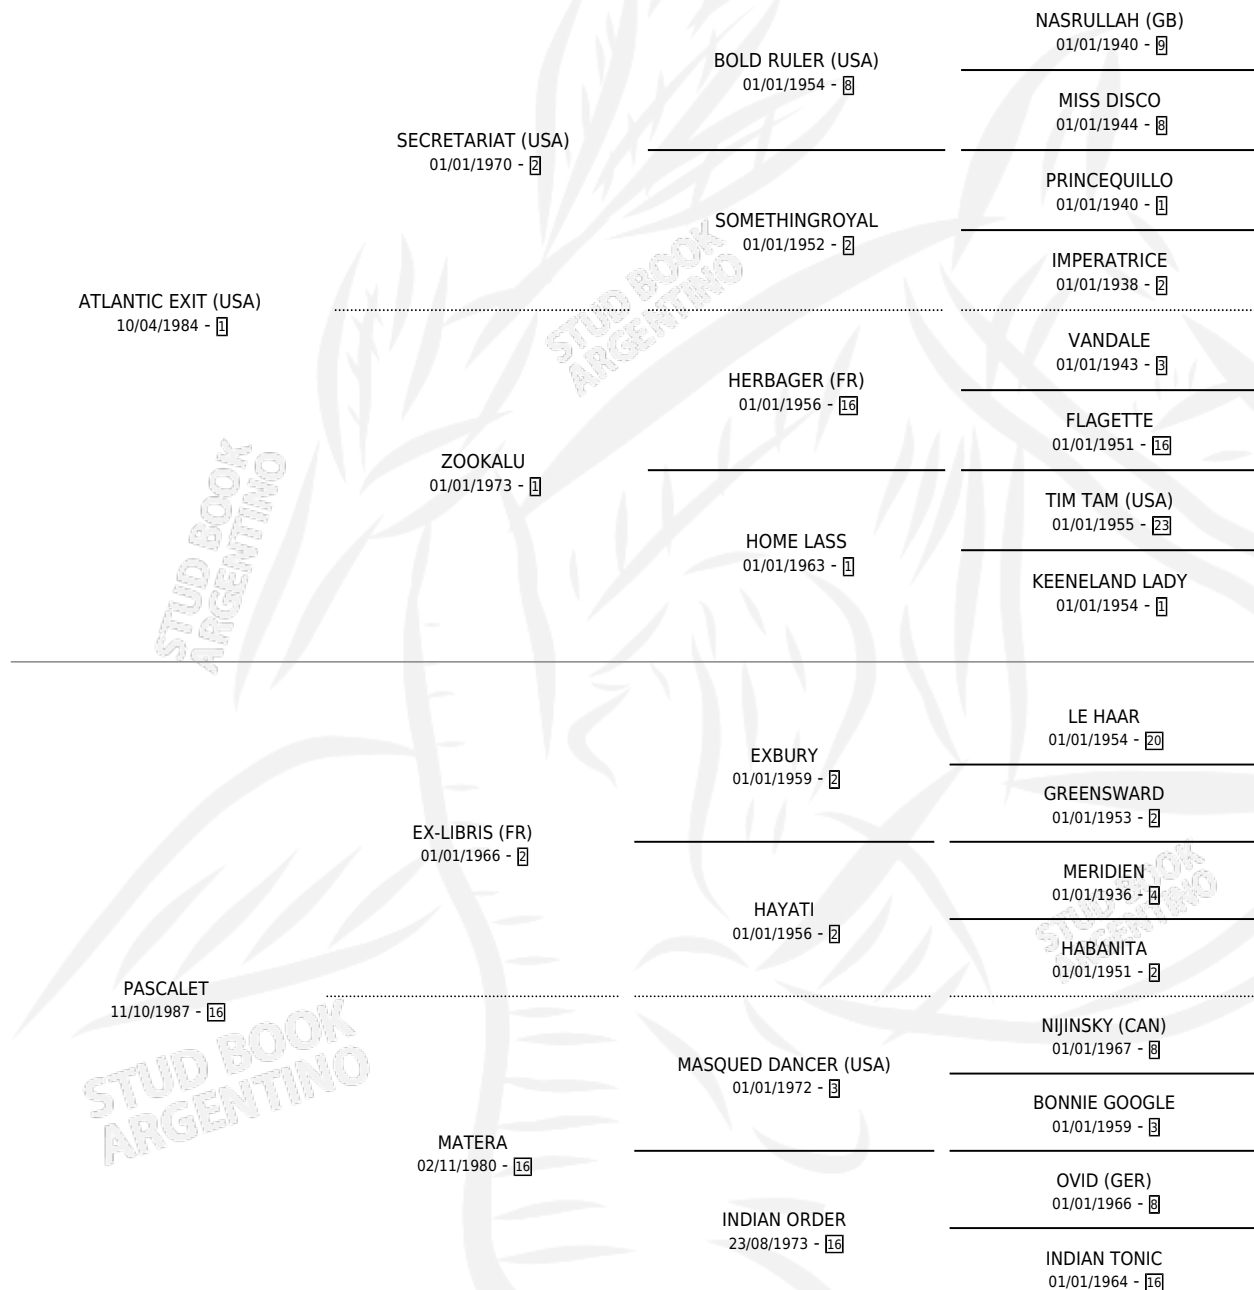 NASRULLAH (GB)
01/01/1940 - 9
BOLD RULER (USA)
01/01/1954 - 8
MISS DISCO
01/01/1944 - 8
SECRETARIAT (USA)
01/01/1970 - 2
PRINCEQUILLO
01/01/1940 - 1
SOMETHINGROYAL
01/01/1952 - 2
IMPERATRICE
01/01/1938 - 2
ATLANTIC EXIT (USA)
10/04/1984 - 1
VANDALE
01/01/1943 - 3
HERBAGER (FR)
01/01/1956 - 16
FLAGETTE
01/01/1951 - 16
ZOOKALU
01/01/1973 - 1
TIM TAM (USA)
01/01/1955 - 23
HOME LASS
01/01/1963 - 1
KEENELAND LADY
01/01/1954 - 1
LE HAAR
01/01/1954 - 20
EXBURY
01/01/1959 - 2
GREENSWARD
01/01/1953 - 2
EX-LIBRIS (FR)
01/01/1966 - 2
MERIDIEN
01/01/1936 - 4
HAYATI
01/01/1956 - 2
HABANITA
01/01/1951 - 2
PASCALET
11/10/1987 - 16
NIJINSKY (CAN)
01/01/1967 - 8
MASQUED DANCER (USA)
01/01/1972 - 3
BONNIE GOOGLE
01/01/1959 - 3
MATERA
02/11/1980 - 16
OVID (GER)
01/01/1966 - 8
INDIAN ORDER
23/08/1973 - 16
INDIAN TONIC
01/01/1964 - 16
STUD BOOK
ARGENTINO
STUD BOOK
ARGENTINO
STUD BOOK
ARGENTINO
STUD BOOK
ARGENTINO